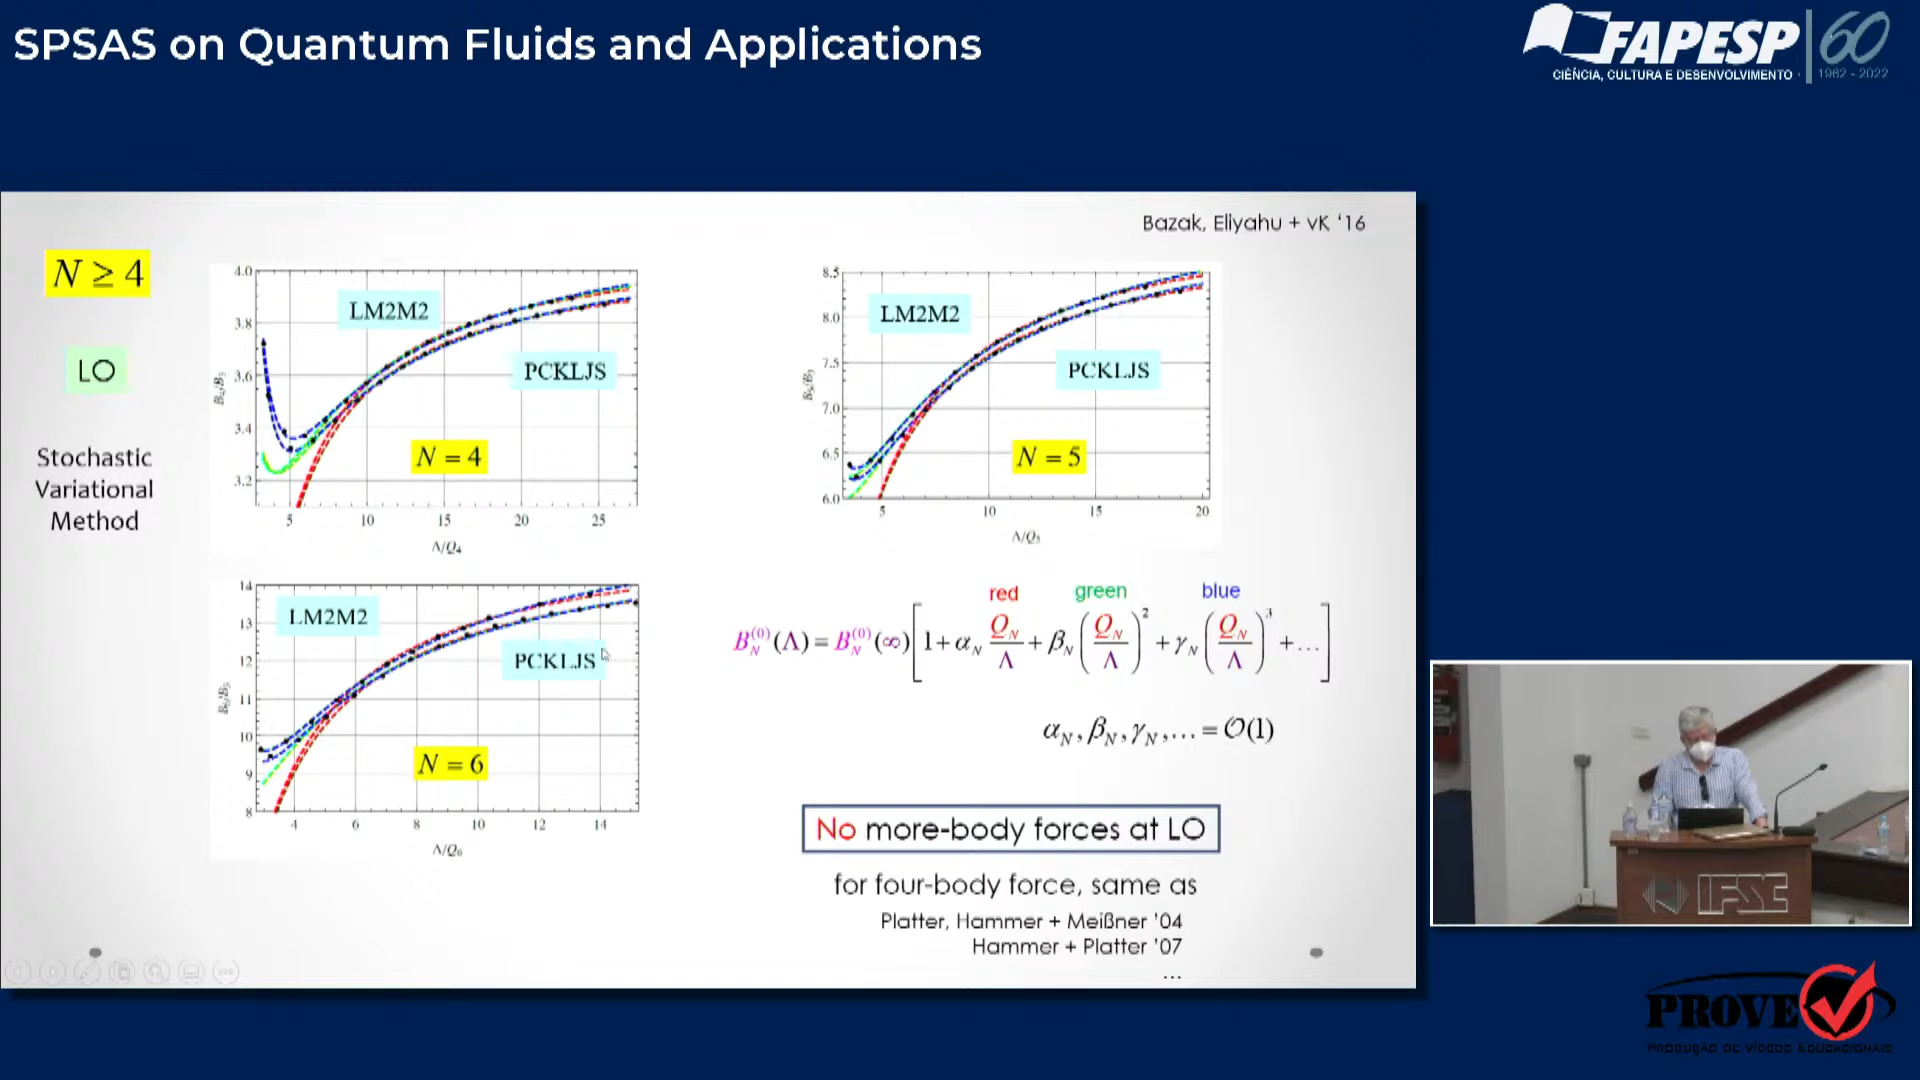 SPSAS on Quantum Fluids and Applications
FAPESP 60
CIÊNCIA, CULTURA E DESENVOLVIMENTO
1962 - 2022
Bazak, Eliyahu + vK ‘16
N ≥ 4
LO
Stochastic
Variational
Method
LM2M2
PCKLJS
N = 4
4.0
3.8
3.6
3.4
3.2
5 10 15 20 25
B₄/B₃
Λ/Q₄
LM2M2
PCKLJS
N = 5
8.5
8.0
7.5
7.0
6.5
6.0
5 10 15 20
B₅/B₃
Λ/Q₅
LM2M2
PCKLJS
N = 6
14
13
12
11
10
9
8
4 6 8 10 12 14
B₆/B₃
Λ/Q₆
red green blue
B_N^(0)(Λ) = B_N^(0)(∞)[1 + α_N Q_N/Λ + β_N (Q_N/Λ)² + γ_N (Q_N/Λ)³ + …]
α_N, β_N, γ_N, … = O(1)
No more-body forces at LO
for four-body force, same as
Platter, Hammer + Meißner ’04
Hammer + Platter ’07
…
IFSC
PROVE
PRODUÇÃO DE VÍDEOS EDUCACIONAIS